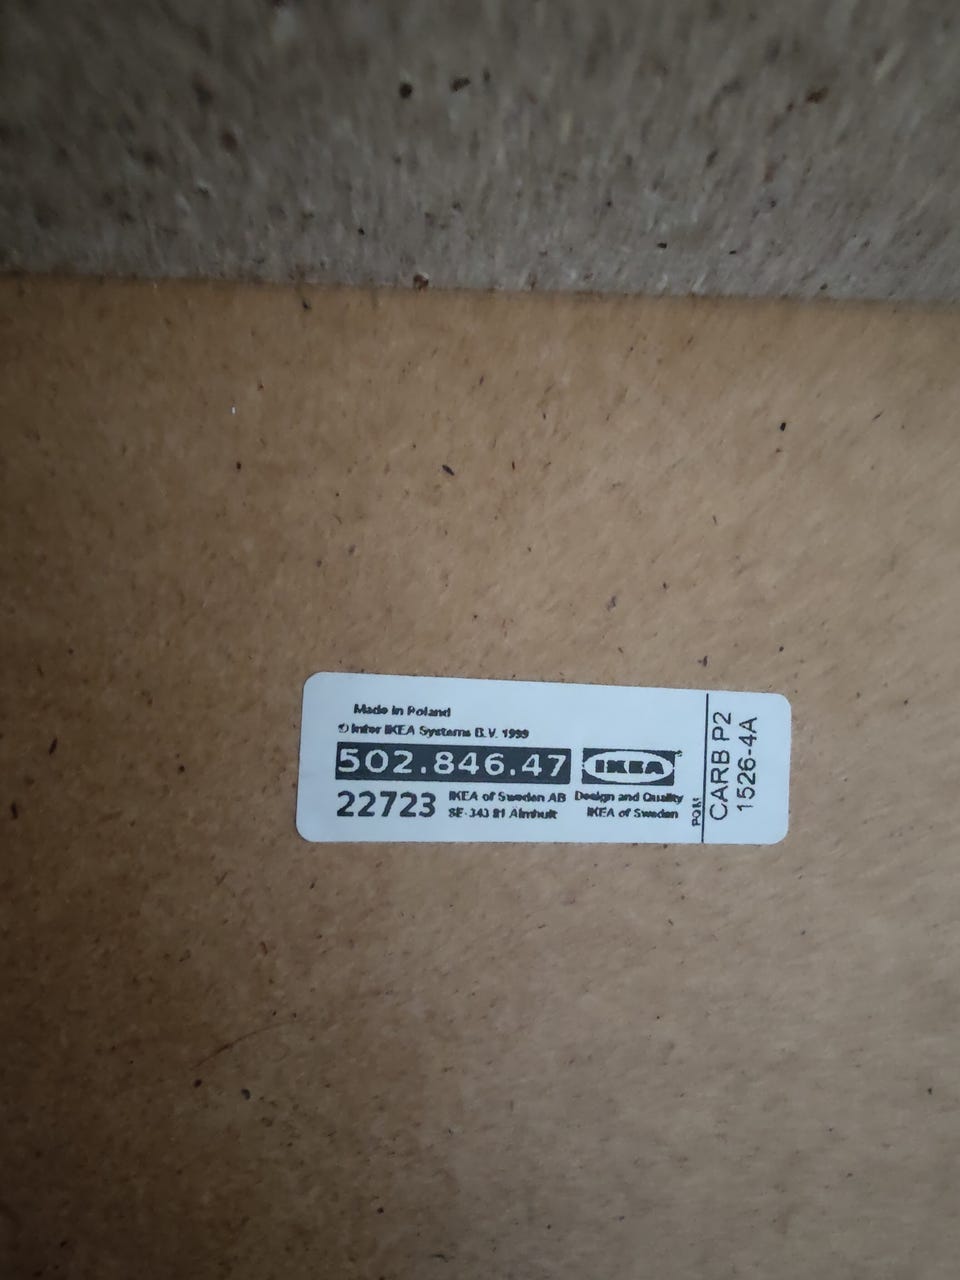 Made in Poland
© Inter IKEA Systems B.V. 1999
502.846.47
IKEA®
22723
IKEA of Sweden AB
SE-343 81 Älmhult
Design and Quality
IKEA of Sweden
PQM
CARB P2
1526-4A